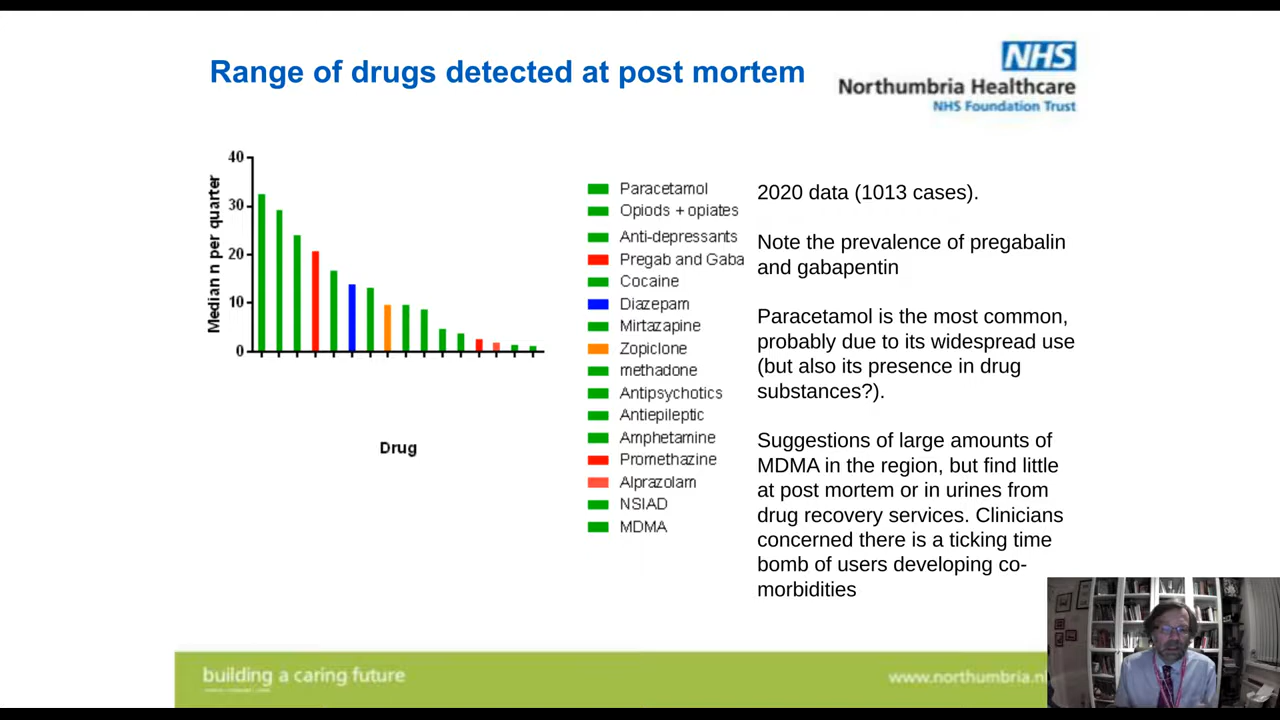 Range of drugs detected at post mortem
NHS
Northumbria Healthcare
NHS Foundation Trust
40
30
20
10
0
Median n per quarter
Drug
Paracetamol
Opiods + opiates
Anti-depressants
Pregab and Gaba
Cocaine
Diazepam
Mirtazapine
Zopiclone
methadone
Antipsychotics
Antiepileptic
Amphetamine
Promethazine
Alprazolam
NSIAD
MDMA
2020 data (1013 cases).
Note the prevalence of pregabalin
and gabapentin
Paracetamol is the most common,
probably due to its widespread use
(but also its presence in drug
substances?).
Suggestions of large amounts of
MDMA in the region, but find little
at post mortem or in urines from
drug recovery services. Clinicians
concerned there is a ticking time
bomb of users developing co-
morbidities
building a caring future
www.northumbria.n